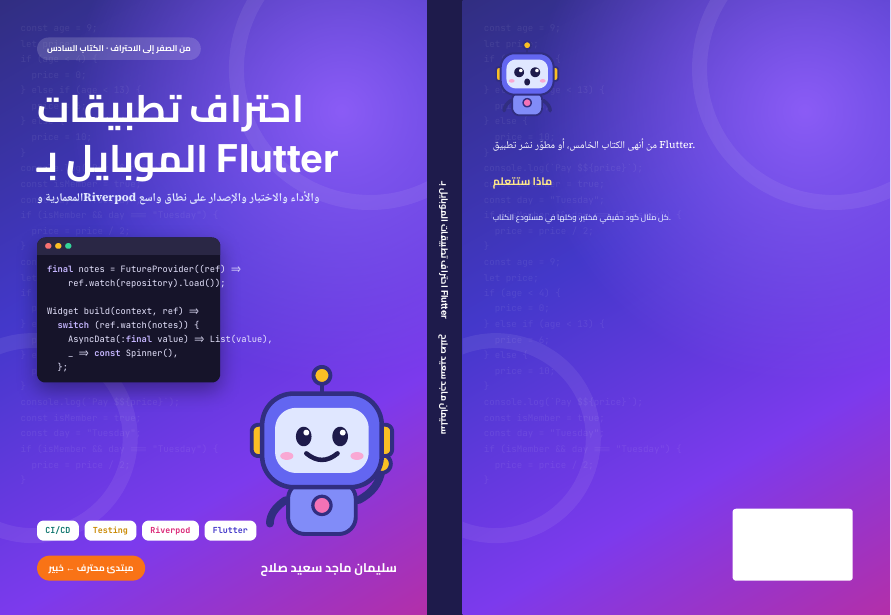 من الصفر إلى الاحتراف · الكتاب السادس
احتراف تطبيقات
الموبايل بـ Flutter
المعمارية و Riverpod والأداء والاختبار والإصدار على نطاق واسع
final notes = FutureProvider((ref) =>
    ref.watch(repository).load());
Widget build(context, ref) =>
  switch (ref.watch(notes)) {
    AsyncData(:final value) => List(value),
    _ => const Spinner(),
  };
CI/CD Testing Riverpod Flutter
مبتدئ محترف ← خبير
سليمان ماجد سعيد صلاح
احتراف تطبيقات الموبايل بـ Flutter
سليمان ماجد سعيد صلاح
من أنهى الكتاب الخامس، أو مطوّر نشر تطبيق Flutter.
ماذا ستتعلم
كل مثال كود حقيقي مُختبر، وكلها في مستودع الكتاب.